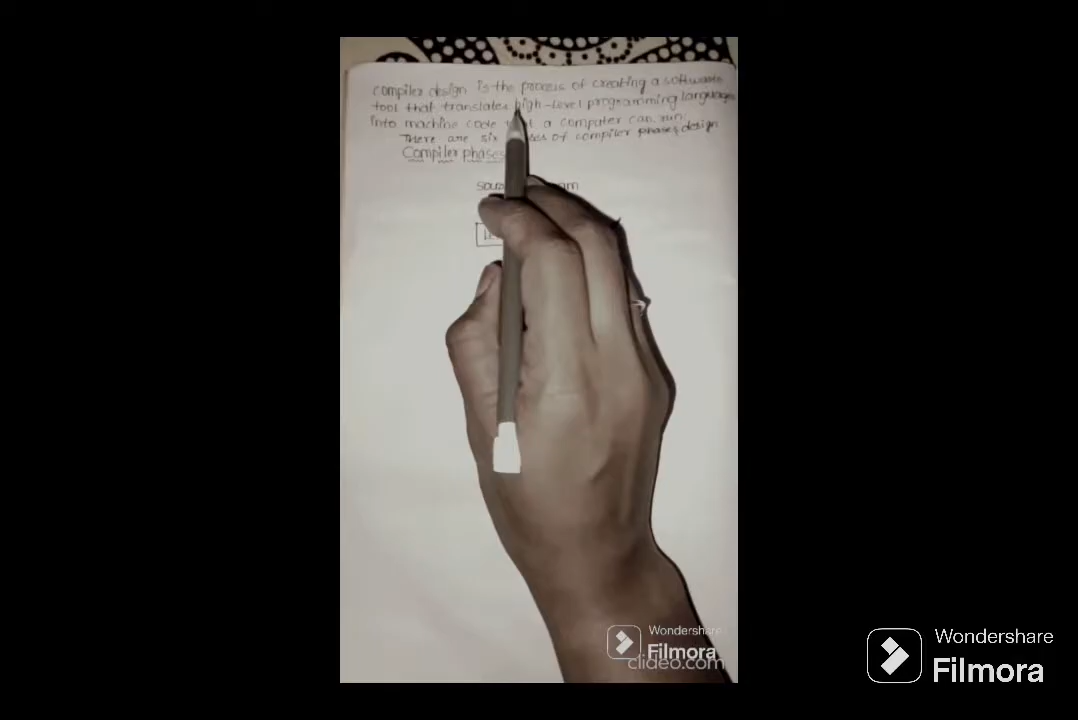 compiler design is the process of creating a software
tool that translates high-level programming languages
into machine code a computer can run.
There are six of compiler phases design
Compiler phases
Wondershare
Filmora
clideo.com
Wondershare
Filmora